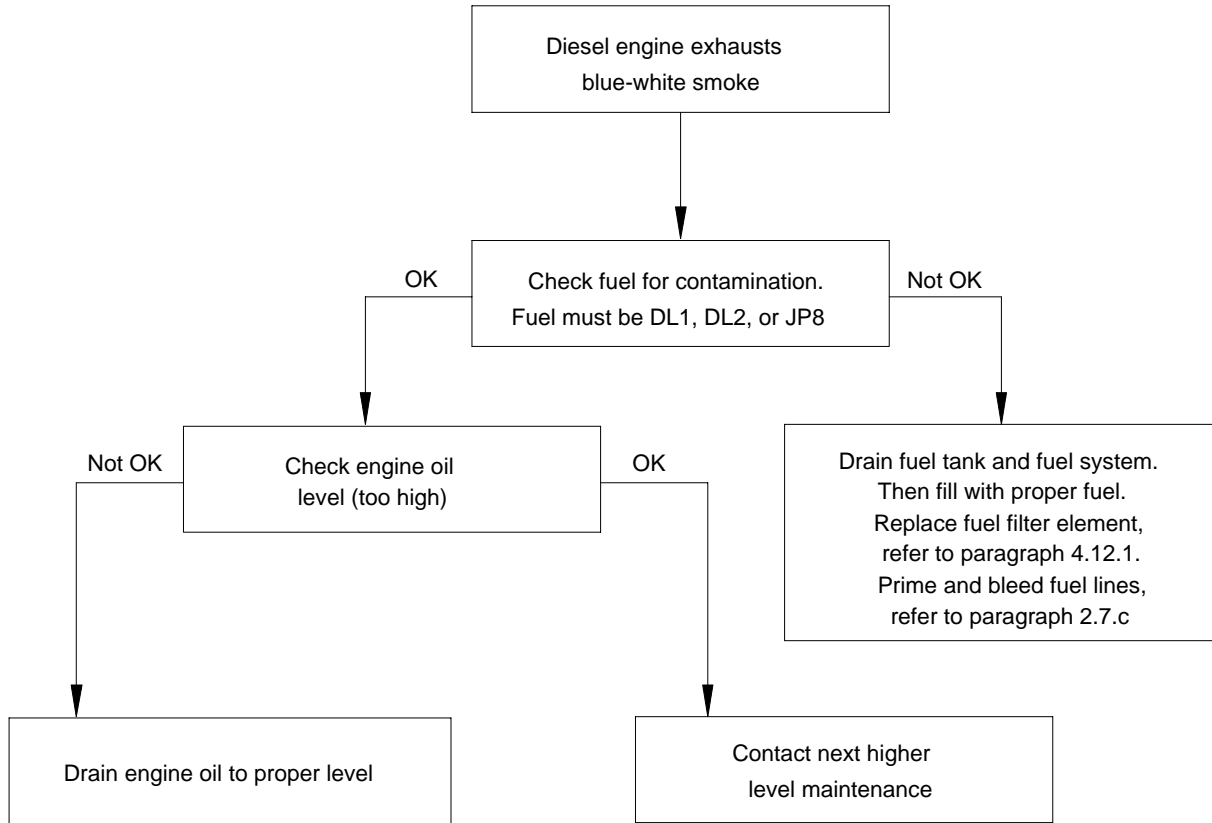 Diesel engine exhausts
blue-white smoke
OK
Check fuel for contamination.
Fuel must be DL1, DL2, or JP8
Not OK
Not OK
Check engine oil
level (too high)
OK
Drain fuel tank and fuel system.
Then fill with proper fuel.
Replace fuel filter element,
refer to paragraph 4.12.1.
Prime and bleed fuel lines,
refer to paragraph 2.7.c
Drain engine oil to proper level
Contact next higher
level maintenance